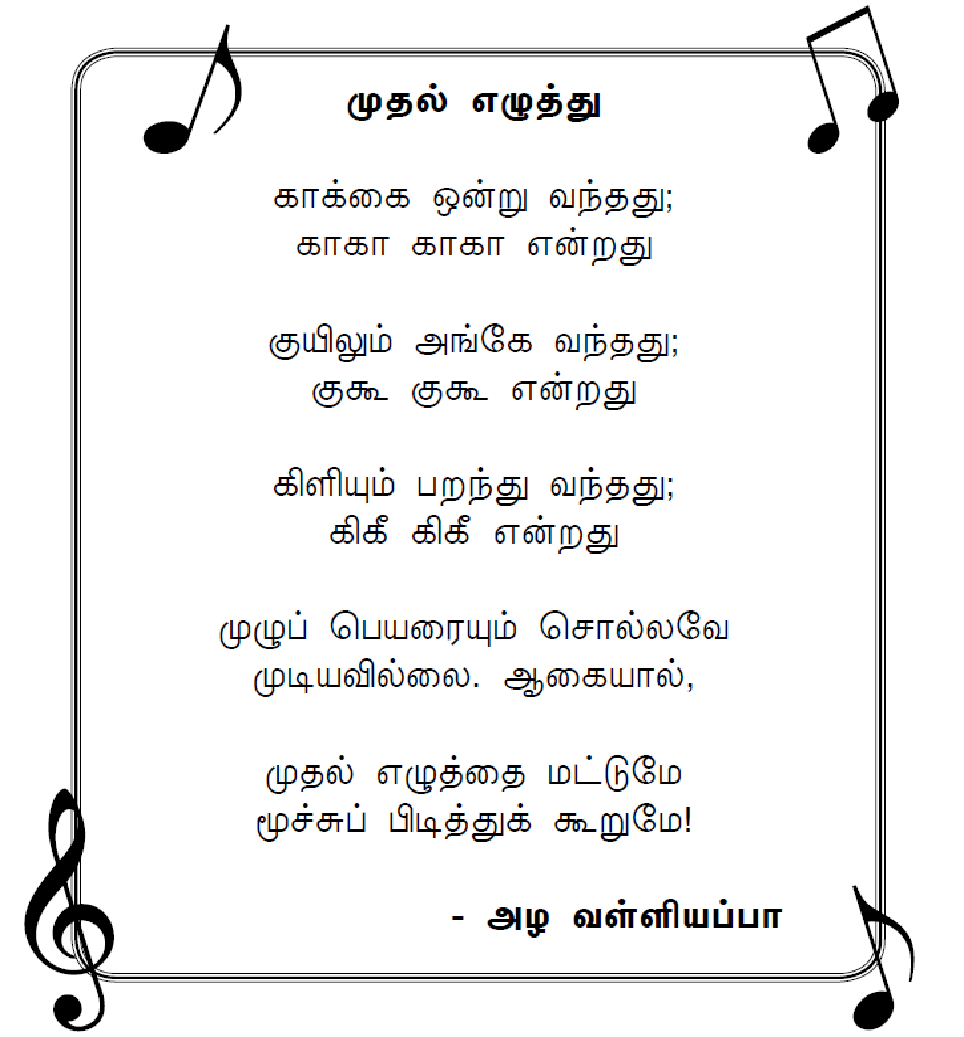 முதல் எழுத்து
காக்கை ஒன்று வந்தது;
காகா காகா என்றது
குயிலும் அங்கே வந்தது;
குகூ குகூ என்றது
கிளியும் பறந்து வந்தது;
கிகீ கிகீ என்றது
முழுப் பெயரையும் சொல்லவே
முடியவில்லை. ஆகையால்,
முதல் எழுத்தை மட்டுமே
மூச்சுப் பிடித்துக் கூறுமே!
- அழ வள்ளியப்பா